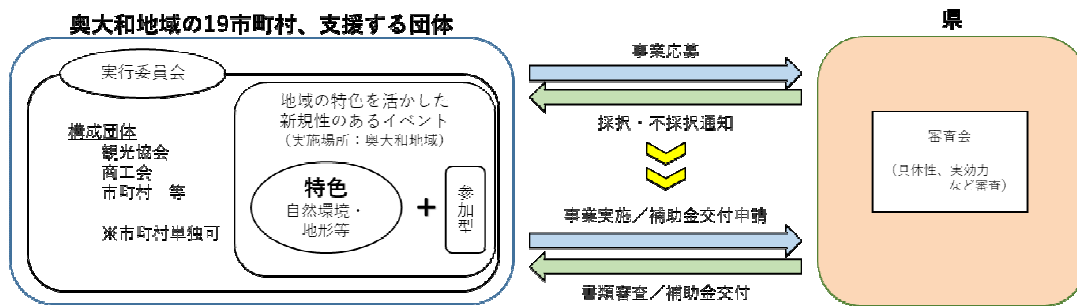 奥大和地域の19市町村、支援する団体
実行委員会
構成団体
観光協会
商工会
市町村　等
※市町村単独可
地域の特色を活かした
新規性のあるイベント
（実施場所：奥大和地域）
特色
自然環境・
地形等
+
参加型
事業応募
採択・不採択通知
事業実施／補助金交付申請
書類審査／補助金交付
県
審査会
（具体性、実効力
など審査）